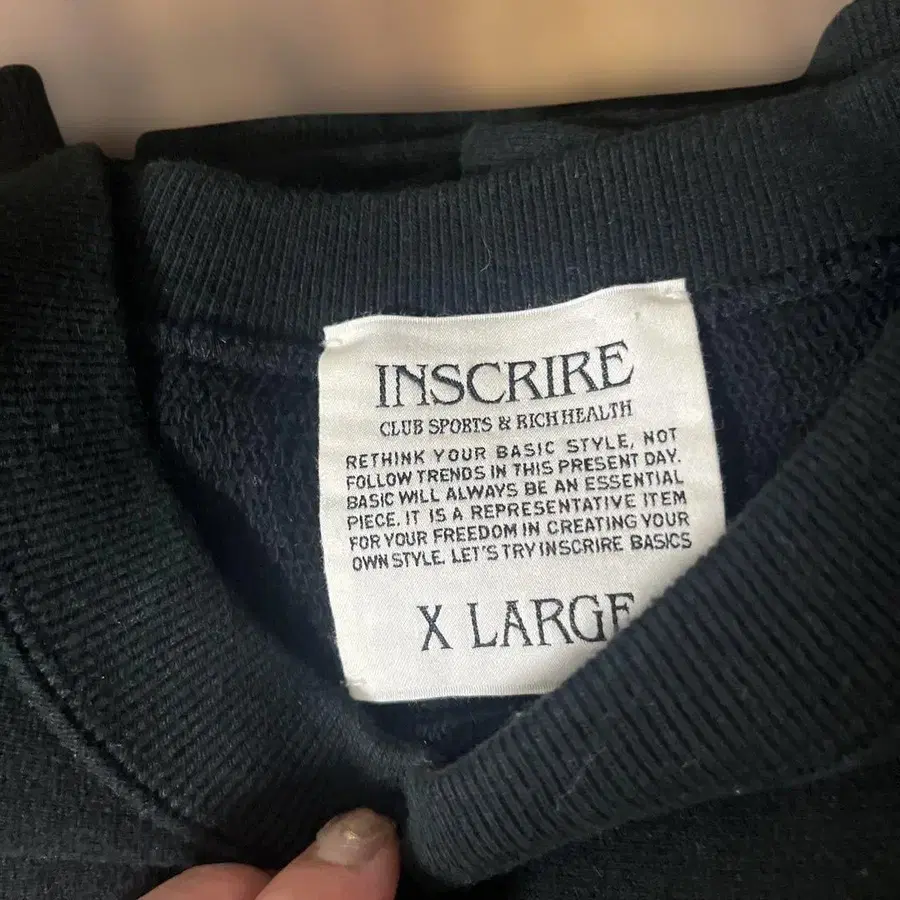 INSCRIRE
CLUB SPORTS & RICH HEALTH
RETHINK YOUR BASIC STYLE, NOT
FOLLOW TRENDS IN THIS PRESENT DAY.
BASIC WILL ALWAYS BE AN ESSENTIAL
PIECE. IT IS A REPRESENTATIVE ITEM
FOR YOUR FREEDOM IN CREATING YOUR
OWN STYLE. LET'S TRY INSCRIRE BASICS
X LARGE